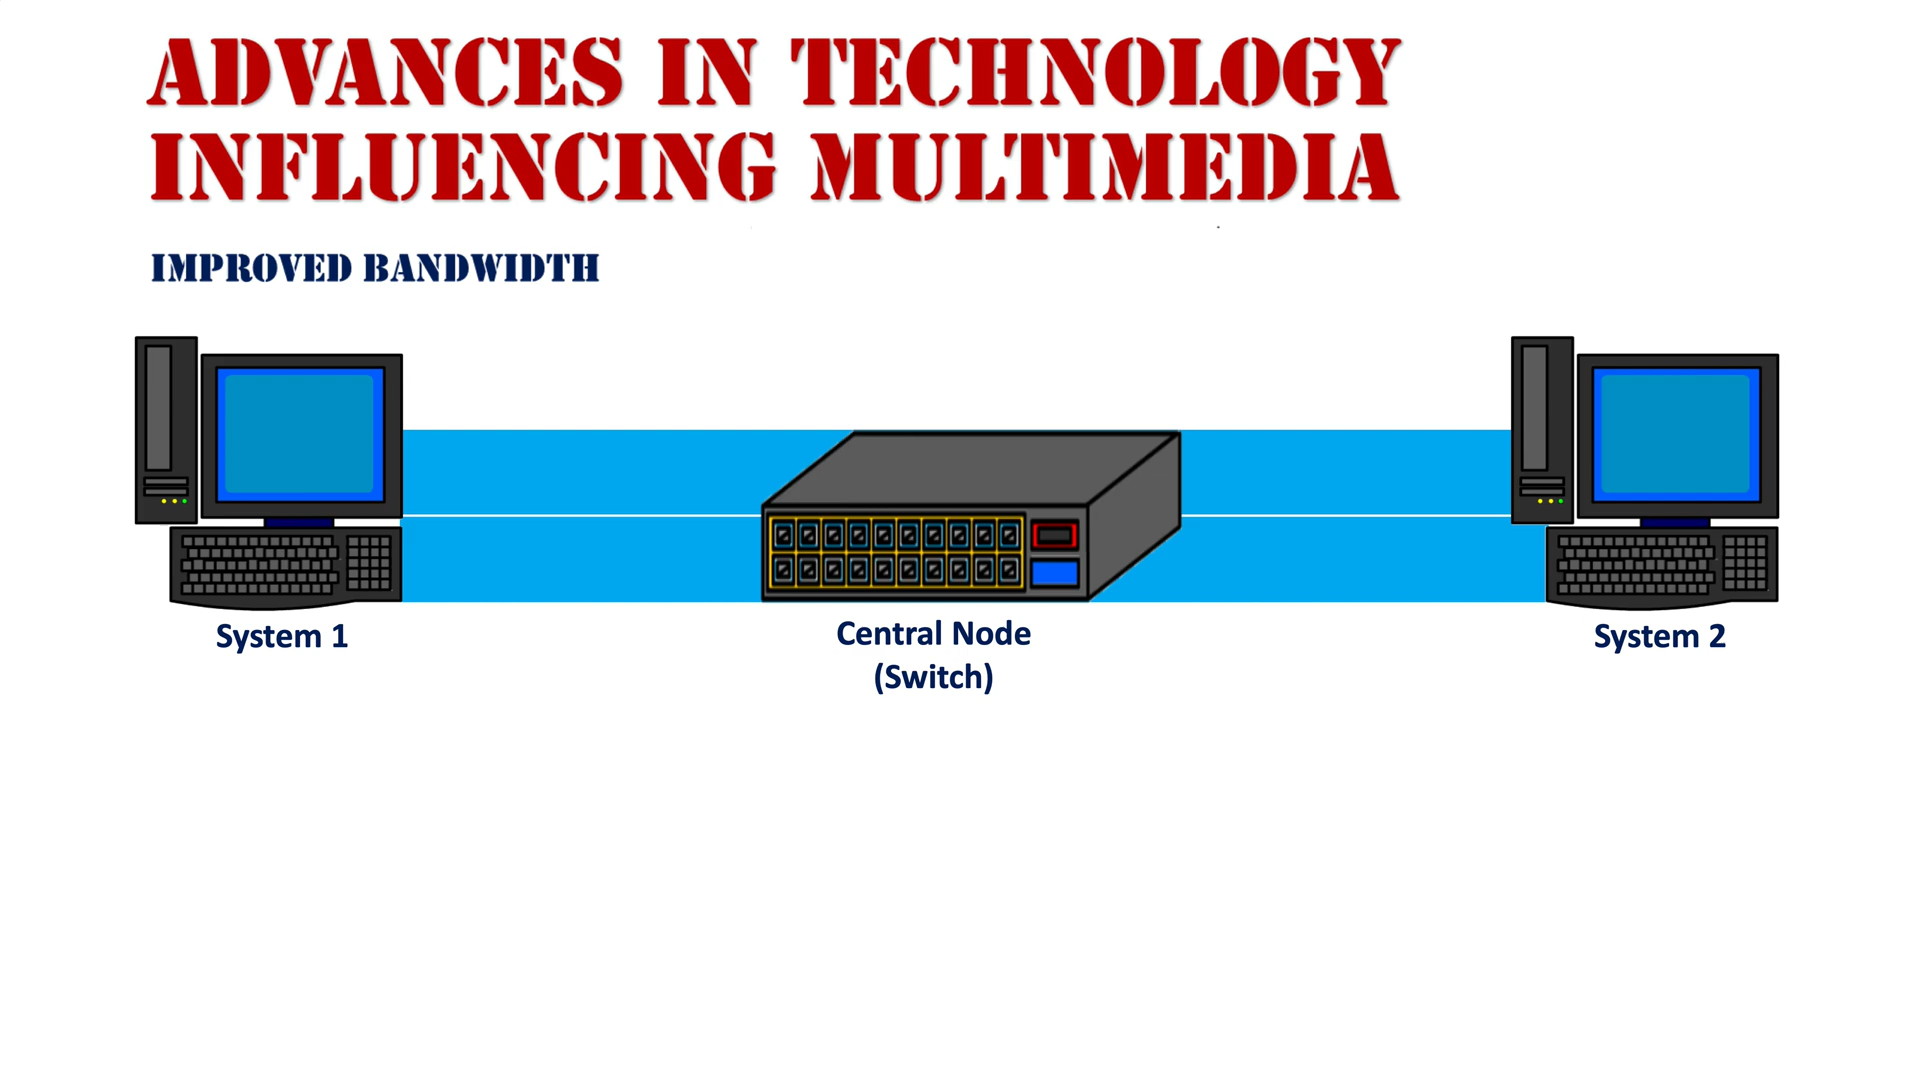 ADVANCES IN TECHNOLOGY
INFLUENCING MULTIMEDIA
IMPROVED BANDWIDTH
System 1
Central Node
(Switch)
System 2